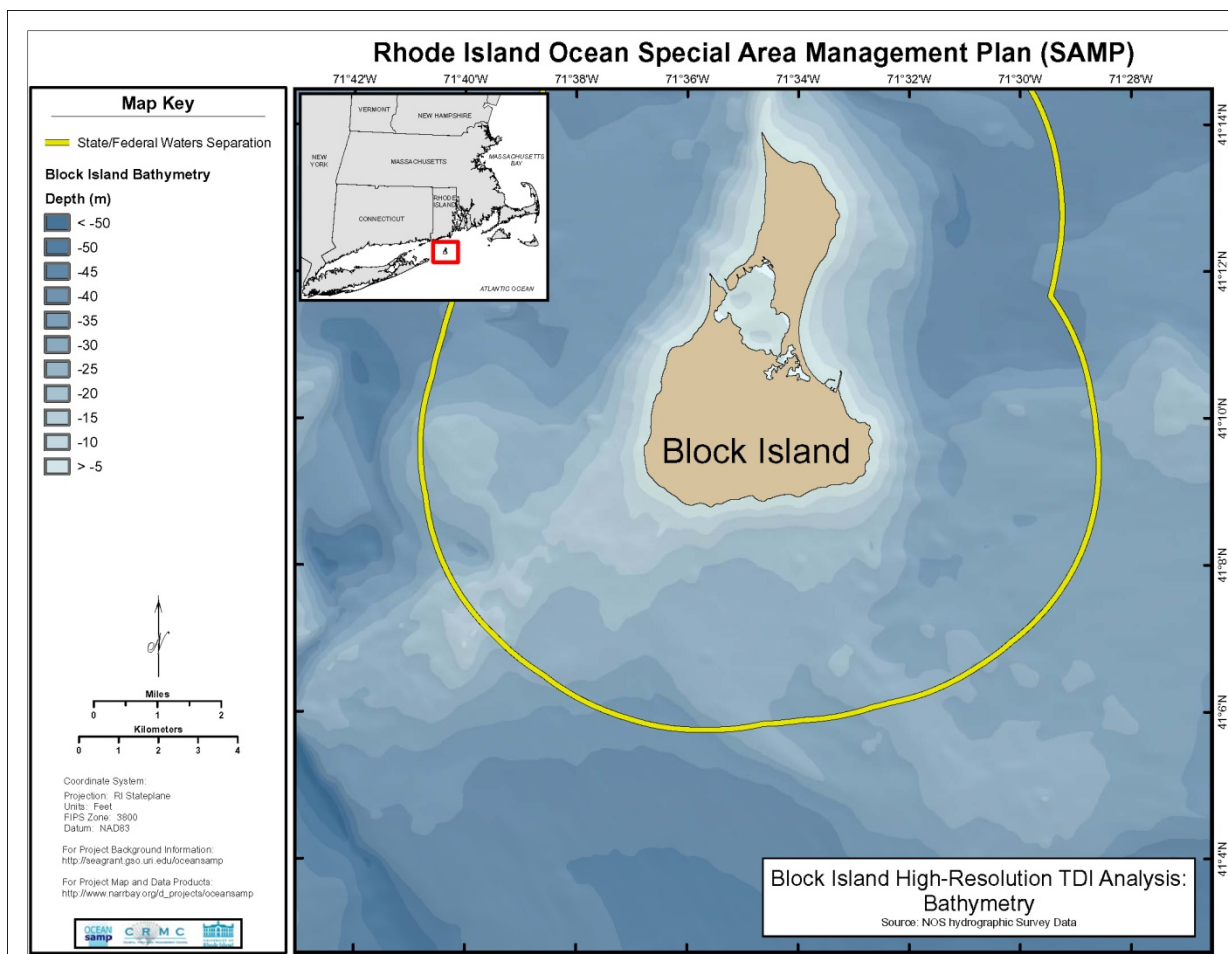 Rhode Island Ocean Special Area Management Plan (SAMP)
71°42'W 71°40'W 71°38'W 71°36'W 71°34'W 71°32'W 71°30'W 71°28'W
Map Key
State/Federal Waters Separation
Block Island Bathymetry
Depth (m)
< -50
-50
-45
-40
-35
-30
-25
-20
-15
-10
> -5
N
Miles
0 1 2
Kilometers
0 1 2 3 4
Coordinate System:
Projection: RI Stateplane
Units: Feet
FIPS Zone: 3800
Datum: NAD83
For Project Background Information:
http://seagrant.gso.uri.edu/oceansamp
For Project Map and Data Products:
http://www.narrbay.org/d_projects/oceansamp
OCEAN
samp
C R M C
VERMONT
NEW HAMPSHIRE
NEW
YORK
MASSACHUSETTS
MASSACHUSETTS
BAY
CONNECTICUT
RHODE
ISLAND
ATLANTIC OCEAN
Block Island
41°14'N
41°12'N
41°10'N
41°8'N
41°6'N
41°4'N
Block Island High-Resolution TDI Analysis:
Bathymetry
Source: NOS hydrographic Survey Data